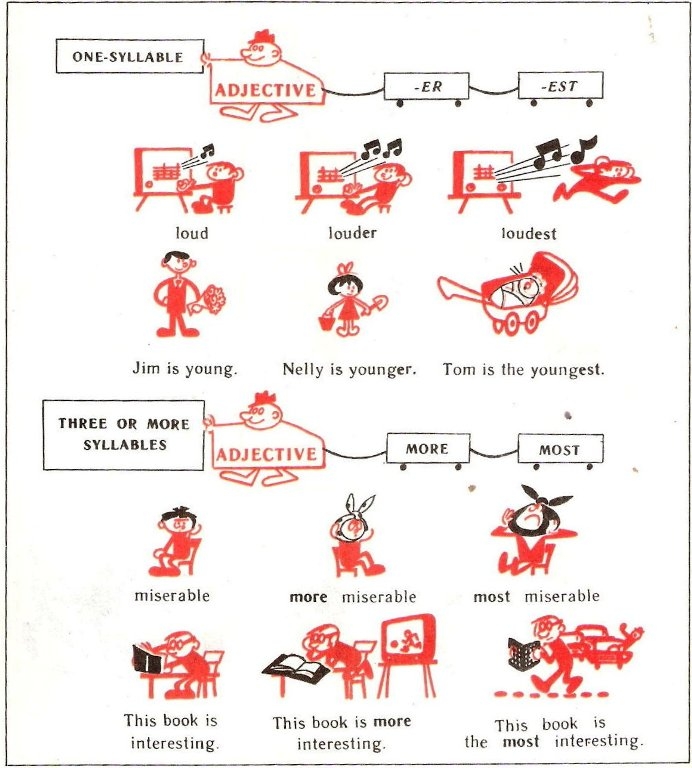 ONE-SYLLABLE
ADJECTIVE
-ER
-EST
loud
louder
loudest
Jim is young.
Nelly is younger.
Tom is the youngest.
THREE OR MORE
SYLLABLES
ADJECTIVE
MORE
MOST
miserable
more miserable
most miserable
This book is
interesting.
This book is more
interesting.
This book is
the most interesting.